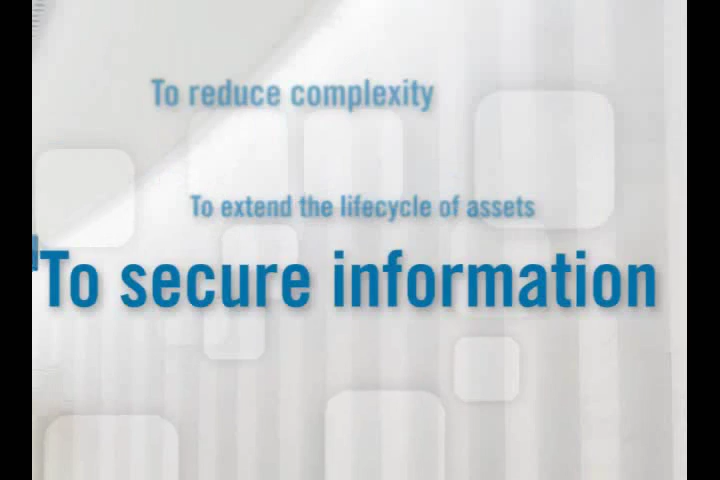 To reduce complexity
To extend the lifecycle of assets
To secure information